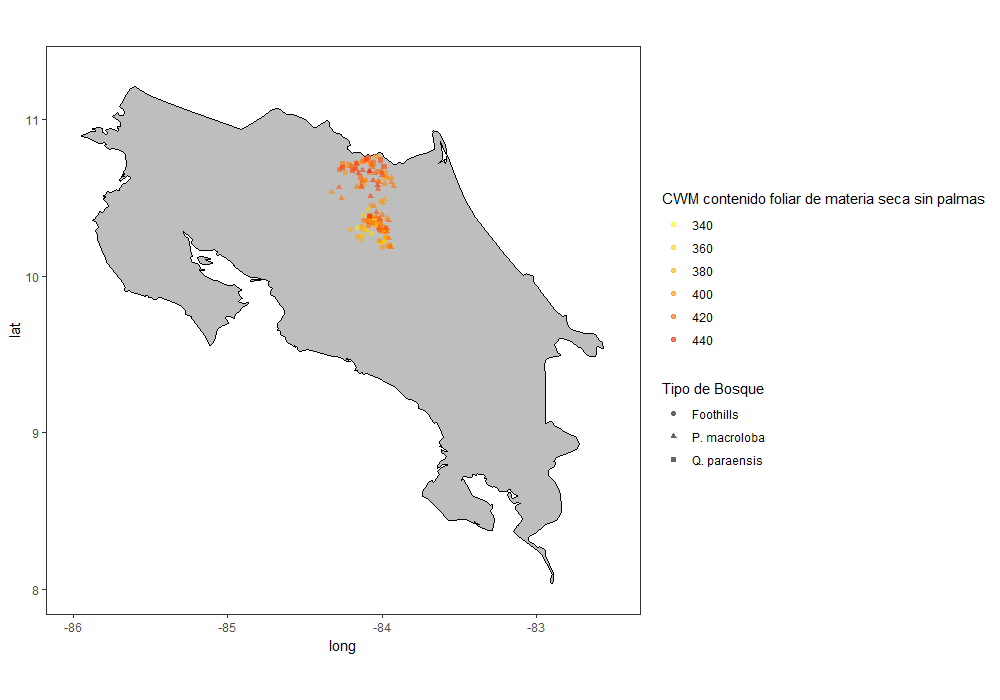 11
10
9
8
lat
-86
-85
-84
-83
long
CWM contenido foliar de materia seca sin palmas
340
360
380
400
420
440
Tipo de Bosque
Foothills
P. macroloba
Q. paraensis